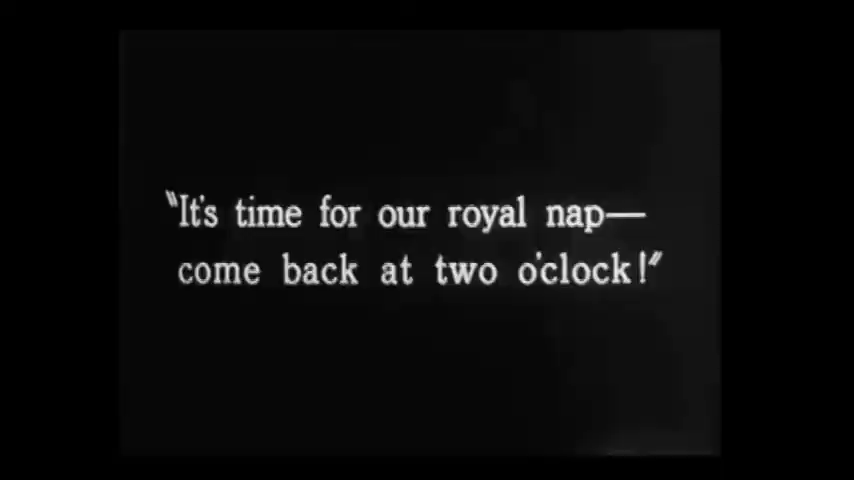 "It's time for our royal nap—
come back at two o'clock!"